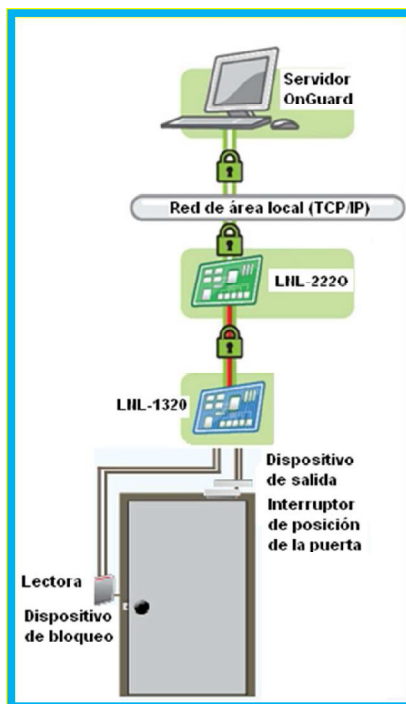 Servidor
OnGuard
Red de área local (TCP/IP)
LNL-2220
LNL-1320
Dispositivo
de salida
Interruptor
de posición
de la puerta
Lectora
Dispositivo
de bloqueo